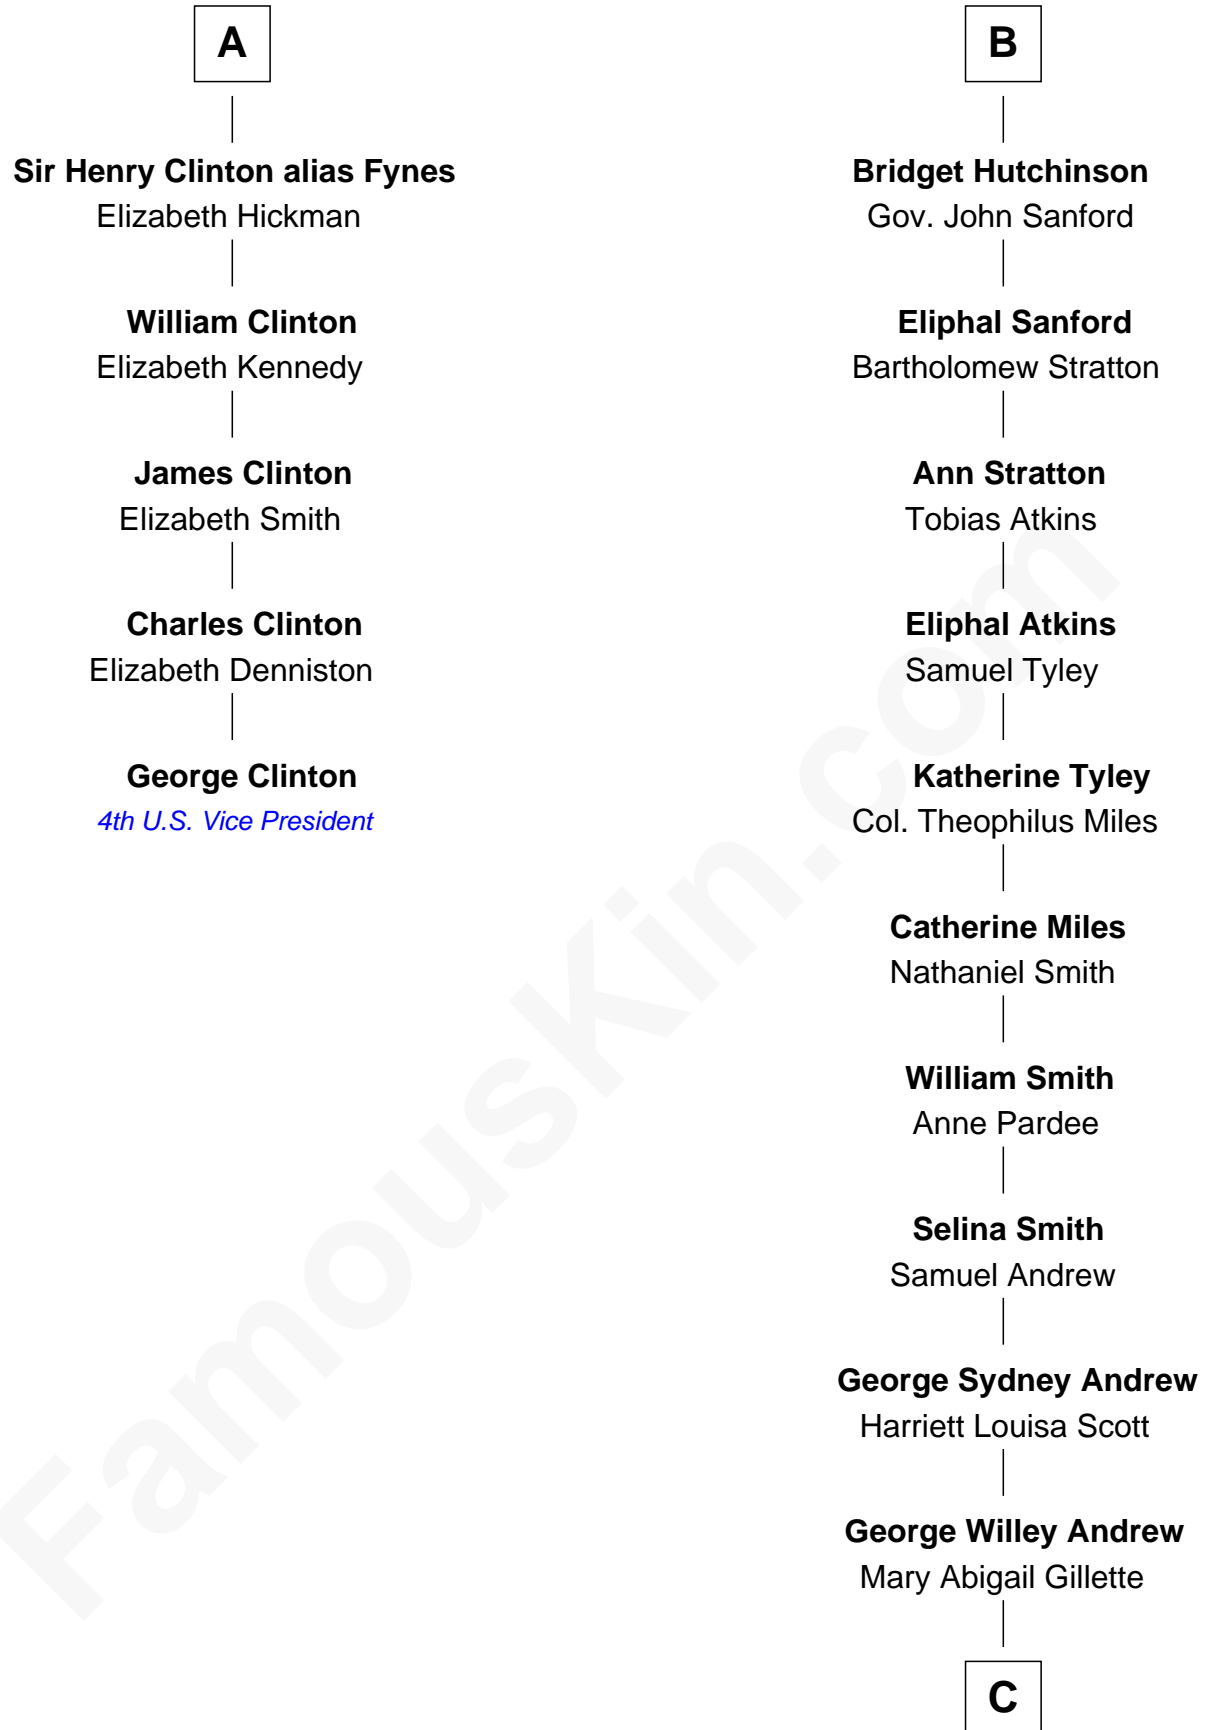 A
Sir Henry Clinton alias Fynes
Elizabeth Hickman
William Clinton
Elizabeth Kennedy
James Clinton
Elizabeth Smith
Charles Clinton
Elizabeth Denniston
George Clinton
4th U.S. Vice President
B
Bridget Hutchinson
Gov. John Sanford
Eliphal Sanford
Bartholomew Stratton
Ann Stratton
Tobias Atkins
Eliphal Atkins
Samuel Tyley
Katherine Tyley
Col. Theophilus Miles
Catherine Miles
Nathaniel Smith
William Smith
Anne Pardee
Selina Smith
Samuel Andrew
George Sydney Andrew
Harriett Louisa Scott
George Willey Andrew
Mary Abigail Gillette
C
FamousKin.com